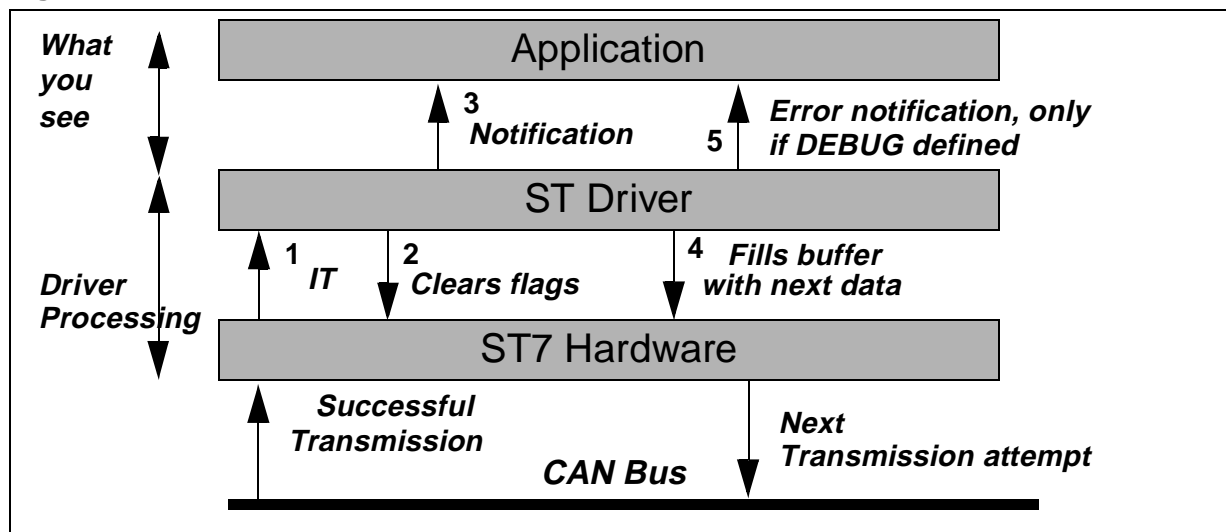 What
you
see
Application
3
Notification
5
Error notification, only
if DEBUG defined
ST Driver
1
IT
2
Clears flags
4
Fills buffer
with next data
Driver
Processing
ST7 Hardware
Successful
Transmission
Next
Transmission attempt
CAN Bus